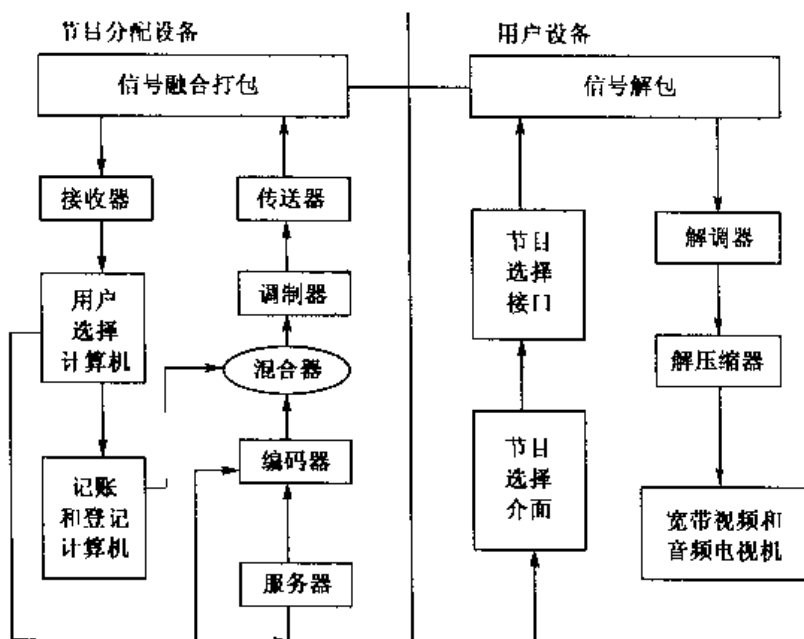 节目分配设备
信号融合打包
接收器
用户
选择
计算机
记账
和登记
计算机
传送器
调制器
混合器
编码器
服务器
用户设备
信号解包
节目
选择
接口
节目
选择
介面
解调器
解压缩器
宽带视频和
音频电视机